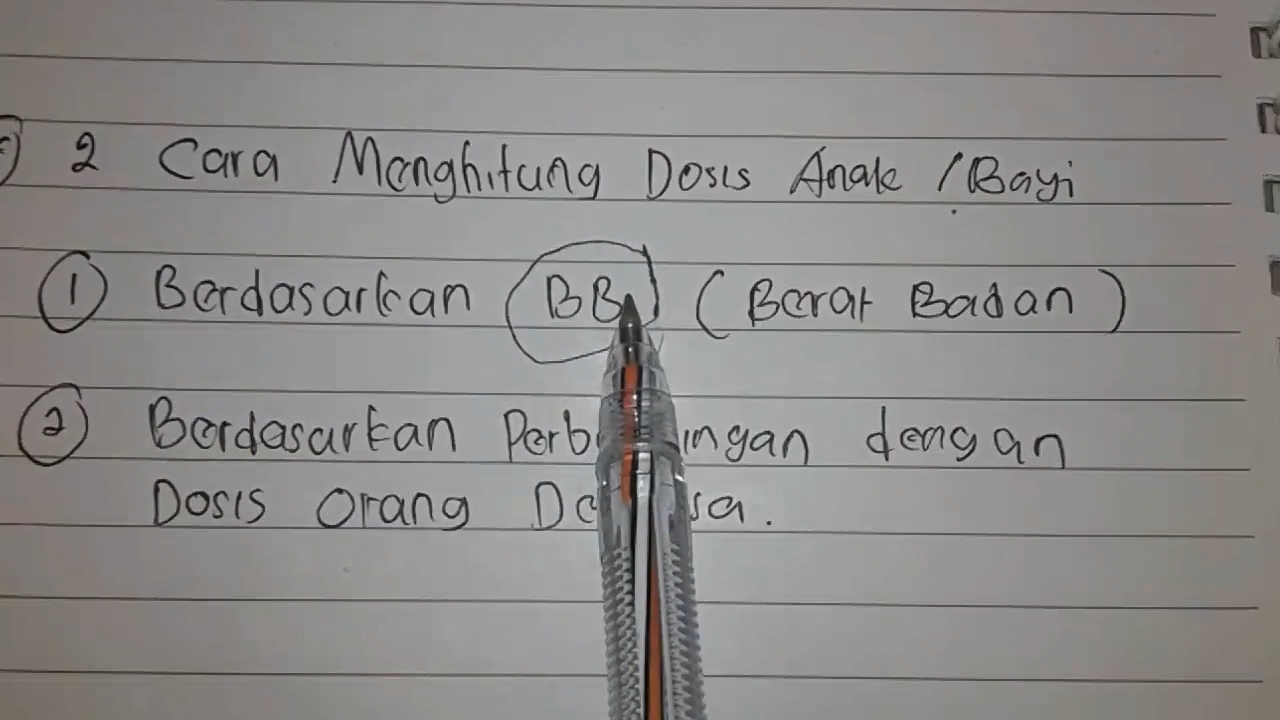 2 Cara Menghitung Dosis Anak / Bayi
1 Berdasarkan BB (Berat Badan)
2 Berdasarkan dengan
Dosis Orang